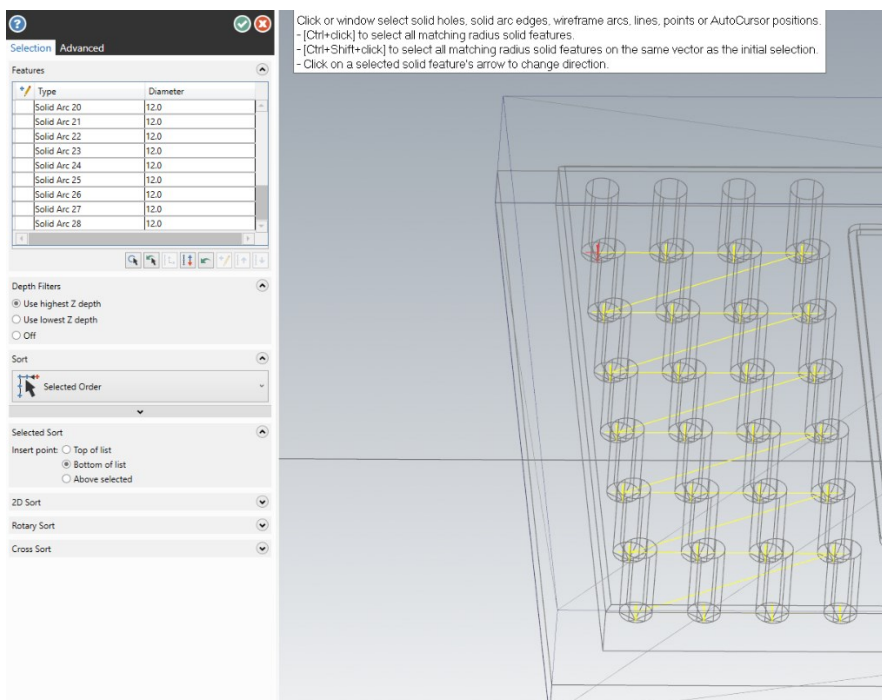 Selection Advanced
Features
Type Diameter
Solid Arc 20 12.0
Solid Arc 21 12.0
Solid Arc 22 12.0
Solid Arc 23 12.0
Solid Arc 24 12.0
Solid Arc 25 12.0
Solid Arc 26 12.0
Solid Arc 27 12.0
Solid Arc 28 12.0
Depth Filters
Use highest Z depth
Use lowest Z depth
Off
Sort
Selected Order
Selected Sort
Insert point: Top of list
Bottom of list
Above selected
2D Sort
Rotary Sort
Cross Sort
Click or window select solid holes, solid arc edges, wireframe arcs, lines, points or AutoCursor positions.
- [Ctrl+click] to select all matching radius solid features.
- [Ctrl+Shift+click] to select all matching radius solid features on the same vector as the initial selection.
- Click on a selected solid feature's arrow to change direction.